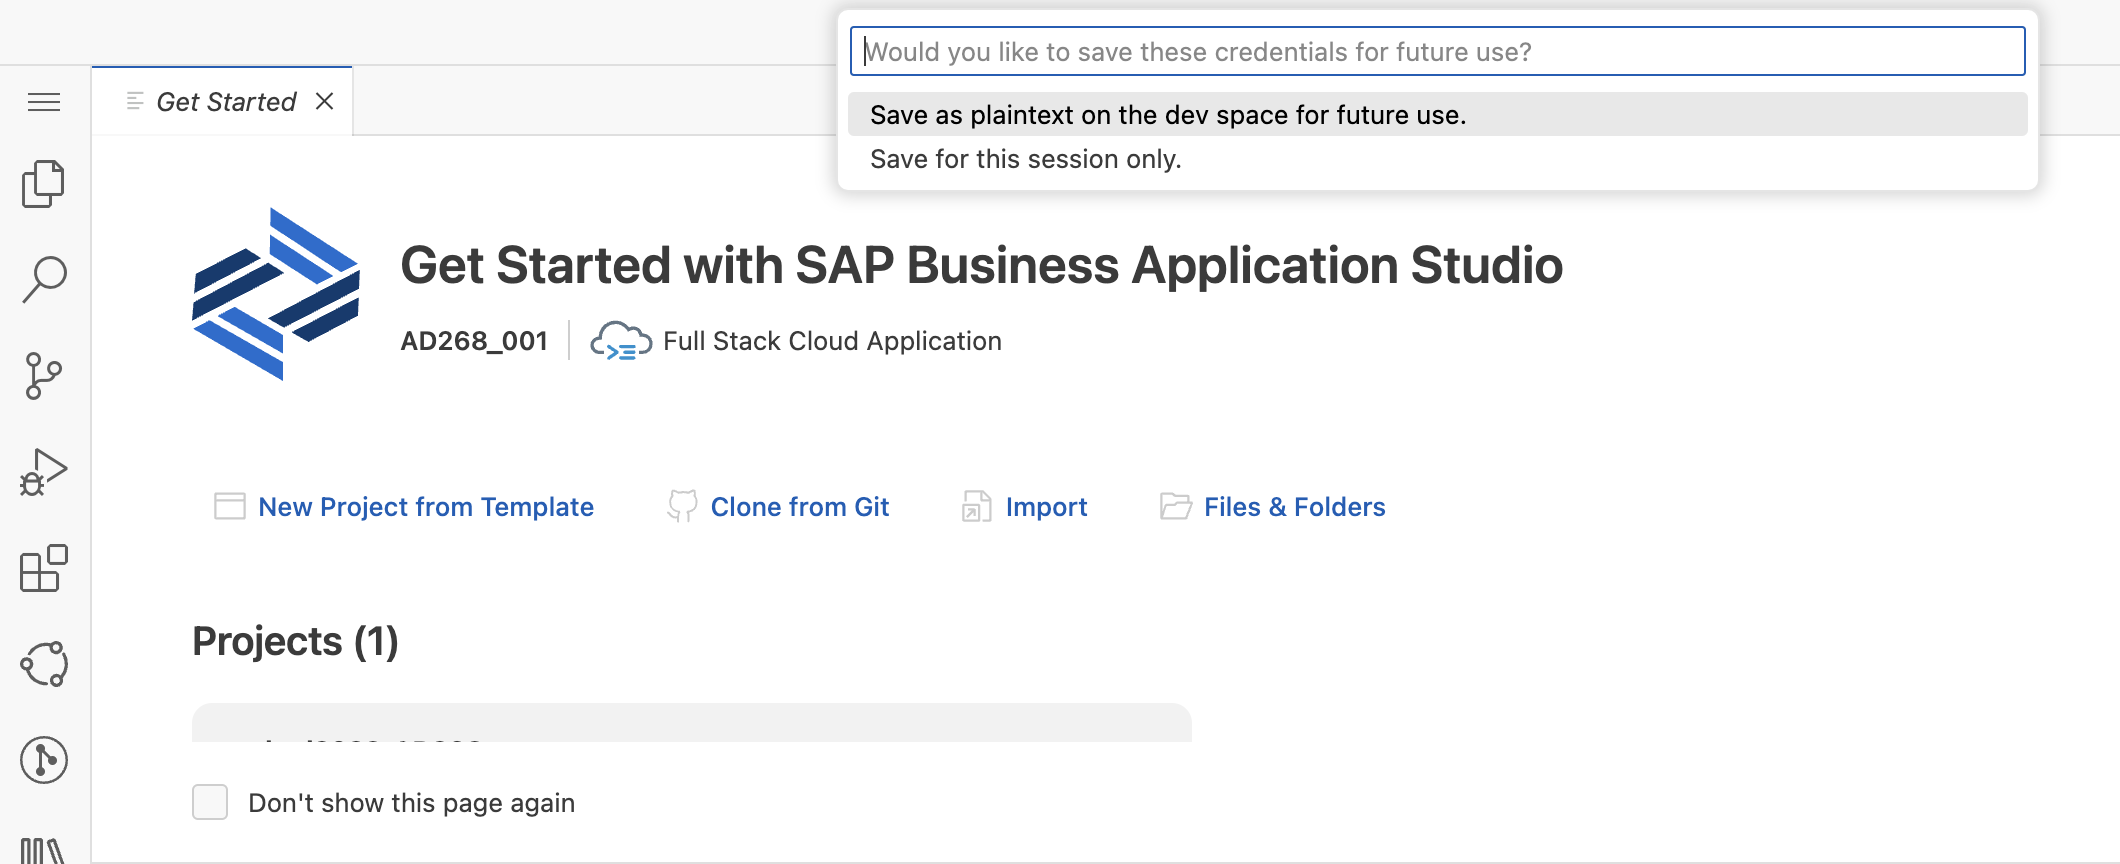 Would you like to save these credentials for future use?
Save as plaintext on the dev space for future use.
Save for this session only.
Get Started
Get Started with SAP Business Application Studio
AD268_001
Full Stack Cloud Application
New Project from Template
Clone from Git
Import
Files & Folders
Projects (1)
Don't show this page again